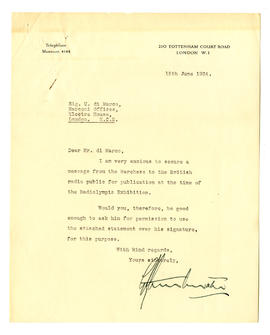 Telephone
Museum 4144
210 TOTTENHAM COURT ROAD
LONDON W.1
15th June 1934.
Sig. U. di Marco,
Marconi Offices,
Electra House,
London, W.C.2.
Dear Mr. di Marco,
I am very anxious to secure a
message from the Marchese to the British
radio public for publication at the time of
the Radiolympic Exhibition.
Would you, therefore, be good
enough to ask him for permission to use
the attached statement over his signature,
for this purpose.
With kind regards,
Yours sincerely,